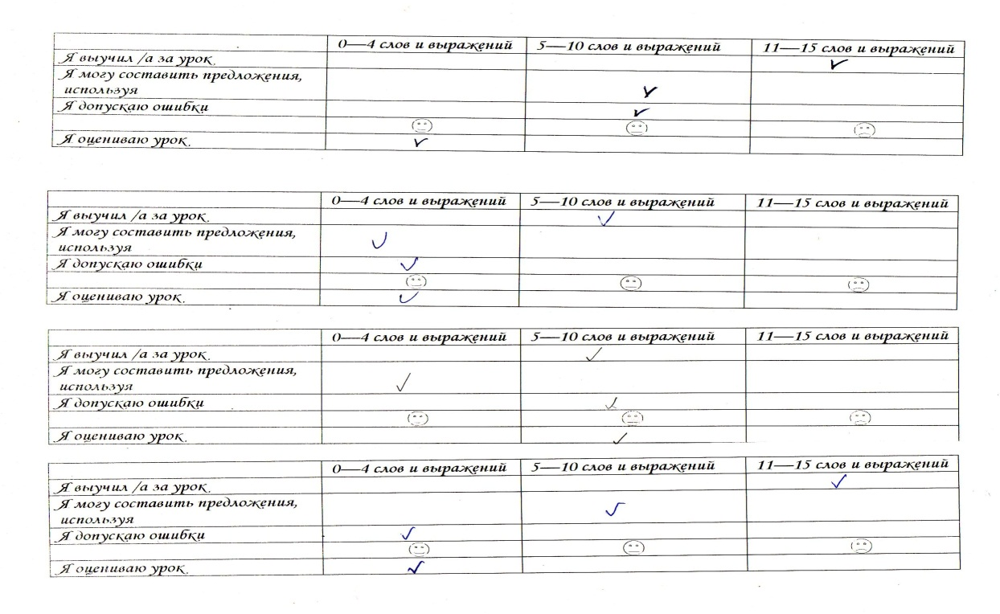 0—4 слов и выражений 5—10 слов и выражений 11—15 слов и выражений
Я выучил /а за урок.
Я могу составить предложения,
используя
Я допускаю ошибки
Я оцениваю урок.
0—4 слов и выражений 5—10 слов и выражений 11—15 слов и выражений
Я выучил /а за урок.
Я могу составить предложения,
используя
Я допускаю ошибки
Я оцениваю урок.
0—4 слов и выражений 5—10 слов и выражений 11—15 слов и выражений
Я выучил /а за урок.
Я могу составить предложения,
используя
Я допускаю ошибки
Я оцениваю урок.
0—4 слов и выражений 5—10 слов и выражений 11—15 слов и выражений
Я выучил /а за урок.
Я могу составить предложения,
используя
Я допускаю ошибки
Я оцениваю урок.